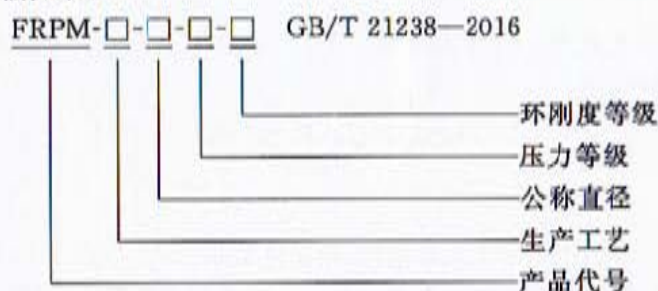 FRPM-□-□-□-□ GB/T 21238—2016
环刚度等级
压力等级
公称直径
生产工艺
产品代号